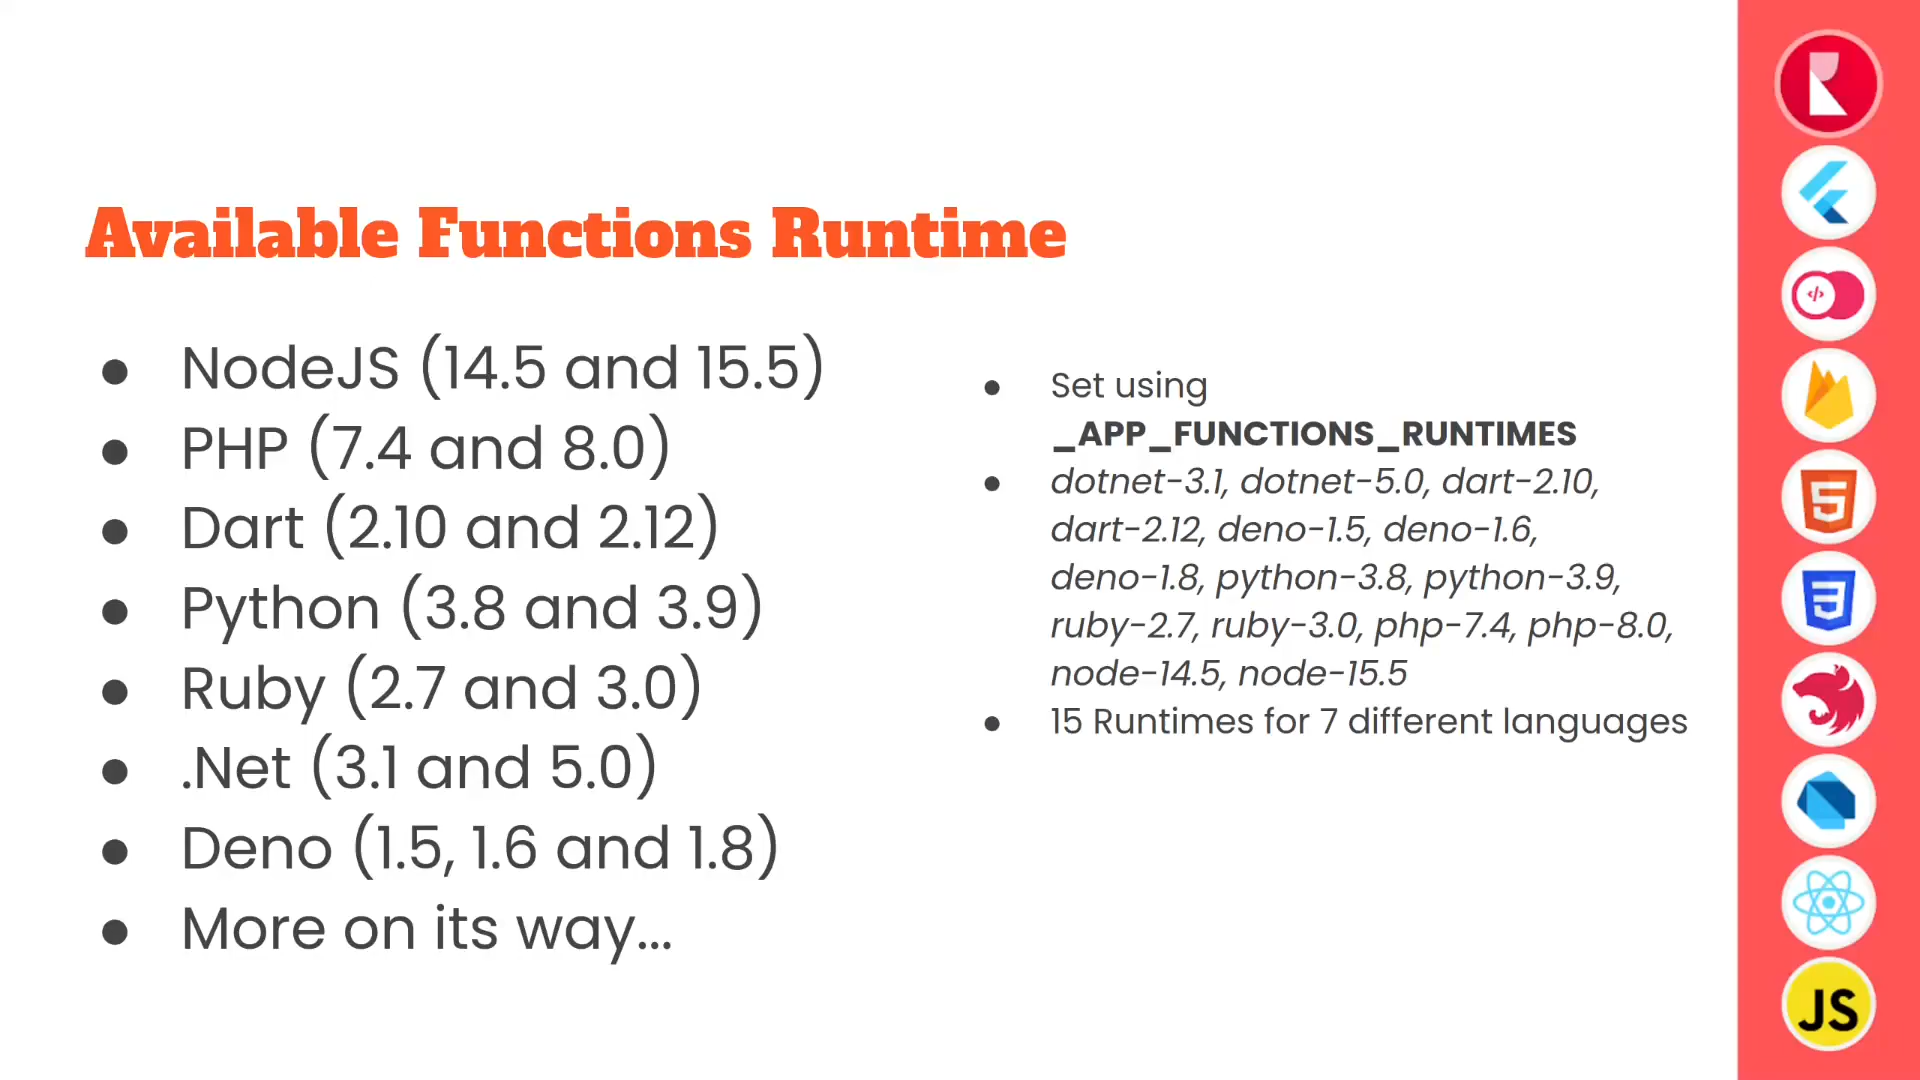 Available Functions Runtime
● NodeJS (14.5 and 15.5)
● PHP (7.4 and 8.0)
● Dart (2.10 and 2.12)
● Python (3.8 and 3.9)
● Ruby (2.7 and 3.0)
● .Net (3.1 and 5.0)
● Deno (1.5, 1.6 and 1.8)
● More on its way...
● Set using
_APP_FUNCTIONS_RUNTIMES
● dotnet-3.1, dotnet-5.0, dart-2.10,
dart-2.12, deno-1.5, deno-1.6,
deno-1.8, python-3.8, python-3.9,
ruby-2.7, ruby-3.0, php-7.4, php-8.0,
node-14.5, node-15.5
● 15 Runtimes for 7 different languages
</>
5
3
JS